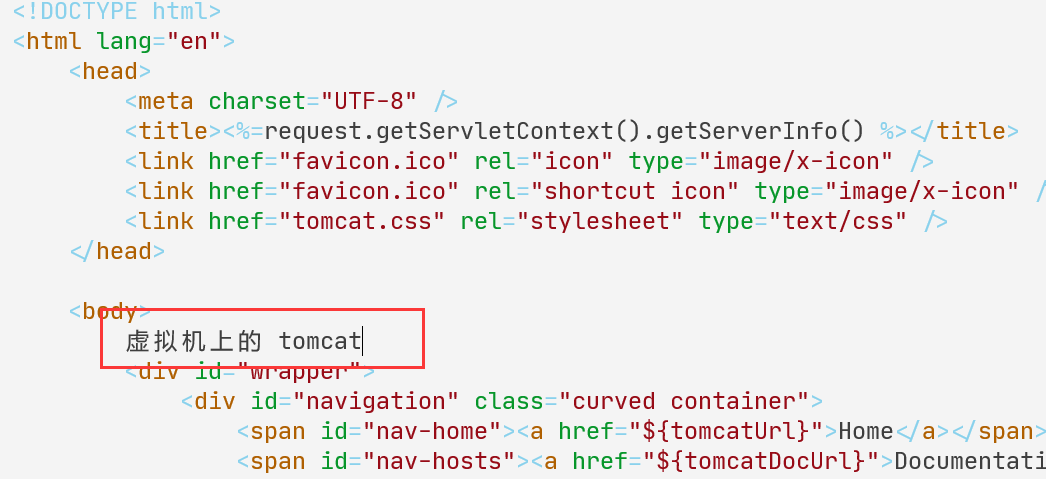 <!DOCTYPE html>
<html lang="en">
<head>
<meta charset="UTF-8" />
<title><%=request.getServletContext().getServerInfo() %></title>
<link href="favicon.ico" rel="icon" type="image/x-icon" />
<link href="favicon.ico" rel="shortcut icon" type="image/x-icon" /
<link href="tomcat.css" rel="stylesheet" type="text/css" />
</head>
<body>
虚拟机上的 tomcat
<div id="wrapper">
<div id="navigation" class="curved container">
<span id="nav-home"><a href="${tomcatUrl}">Home</a></span>
<span id="nav-hosts"><a href="${tomcatDocUrl}">Documentati